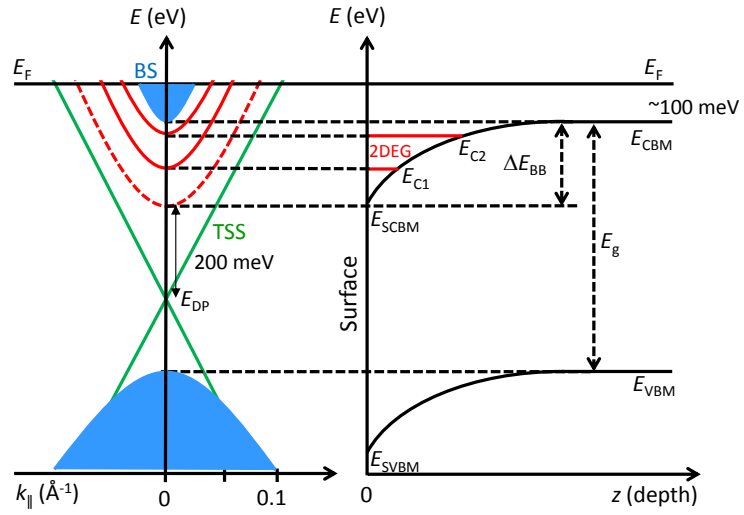 E (eV)
E (eV)
E_F
BS
E_F
~100 meV
E_CBM
2DEG
E_C2
ΔE_BB
E_C1
E_SCBM
TSS
200 meV
E_g
E_DP
Surface
E_VBM
E_SVBM
k_∥ (Å⁻¹)
0
0.1
0
z (depth)